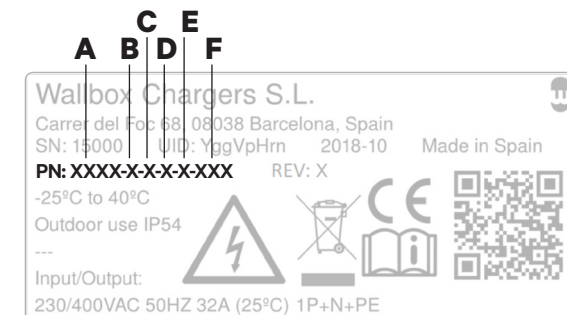 C E
A B D F
Wallbox Chargers S.L.
Carrer del Foc 68, 08038 Barcelona, Spain
SN: 15000 UID: YggVpHrn 2018-10 Made in Spain
PN: XXXX-X-X-X-X-XXX REV: X
-25ºC to 40ºC
Outdoor use IP54
---
Input/Output:
230/400VAC 50HZ 32A (25ºC) 1P+N+PE
CE
i